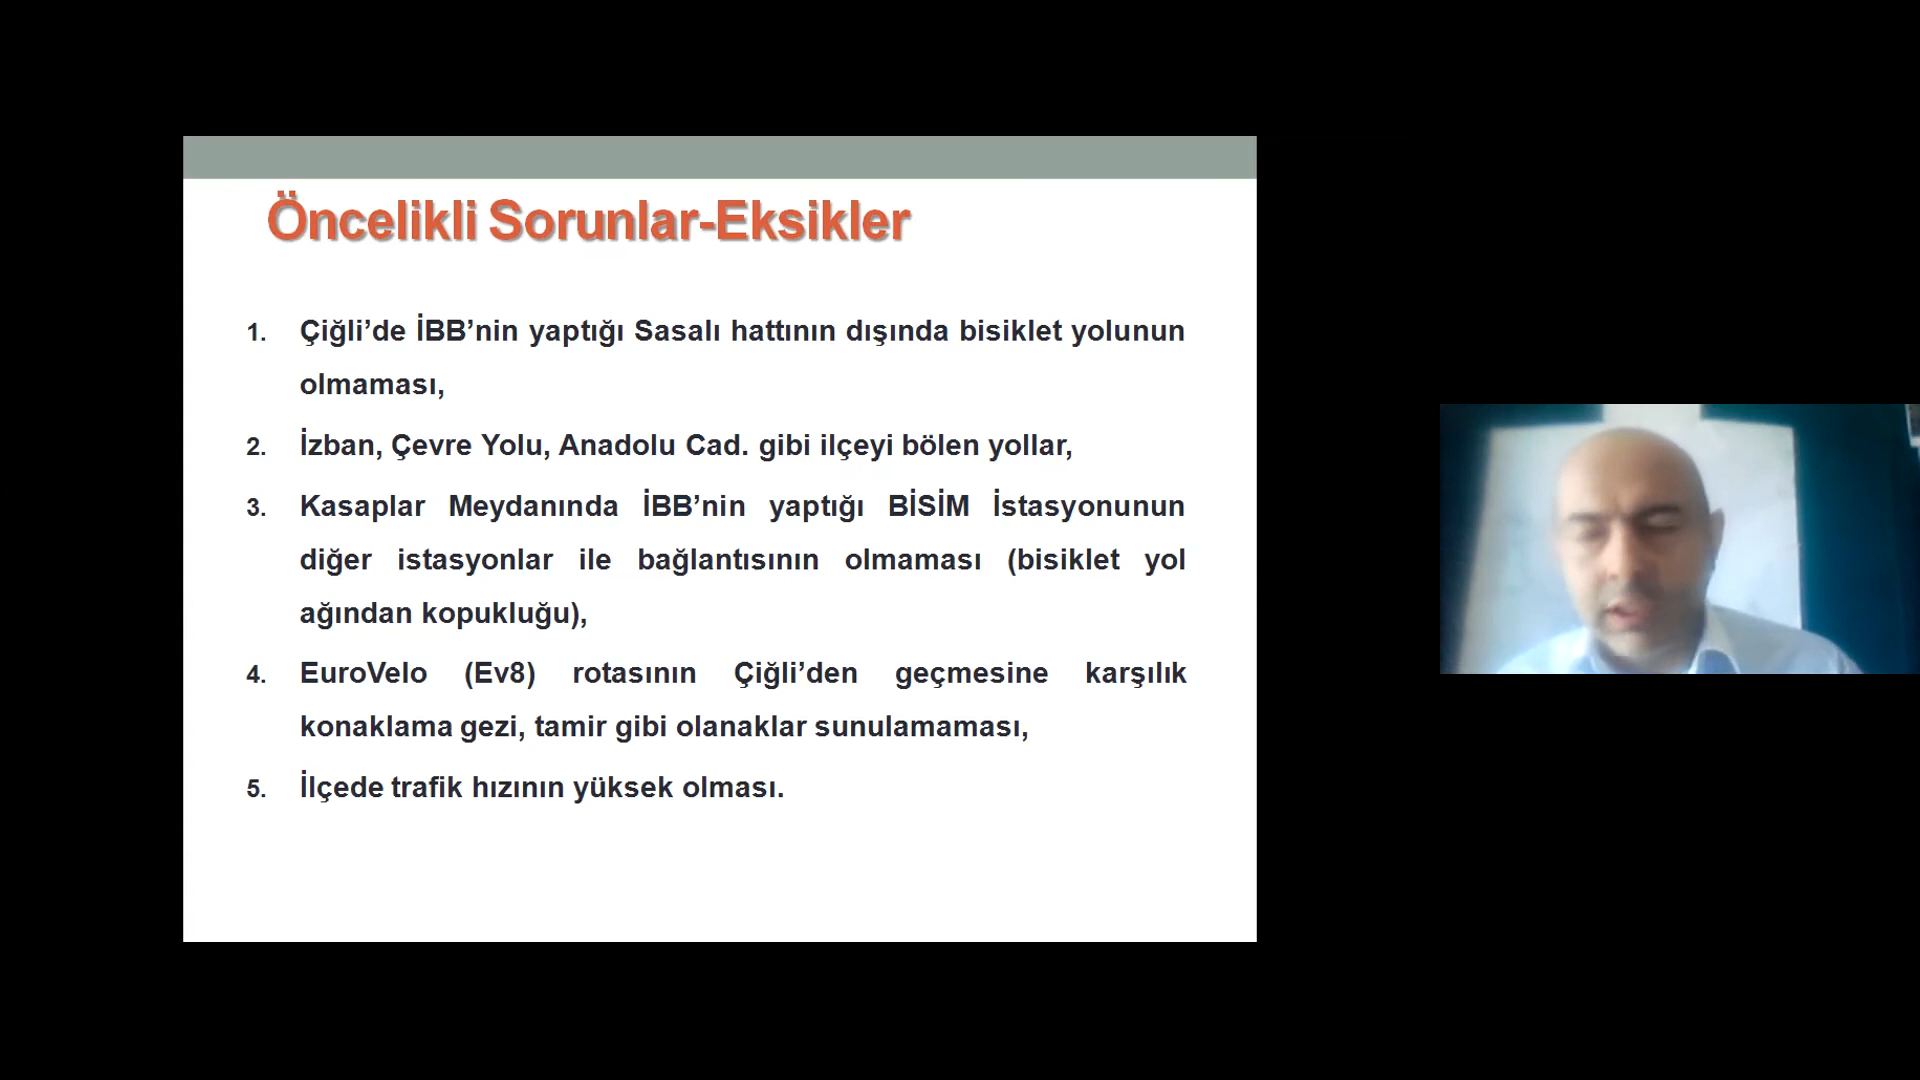 Öncelikli Sorunlar-Eksikler
1. Çiğli’de İBB’nin yaptığı Sasalı hattının dışında bisiklet yolunun
olmaması,
2. İzban, Çevre Yolu, Anadolu Cad. gibi ilçeyi bölen yollar,
3. Kasaplar Meydanında İBB’nin yaptığı BİSİM İstasyonunun
diğer istasyonlar ile bağlantısının olmaması (bisiklet yol
ağından kopukluğu),
4. EuroVelo (Ev8) rotasının Çiğli’den geçmesine karşılık
konaklama gezi, tamir gibi olanaklar sunulamaması,
5. İlçede trafik hızının yüksek olması.